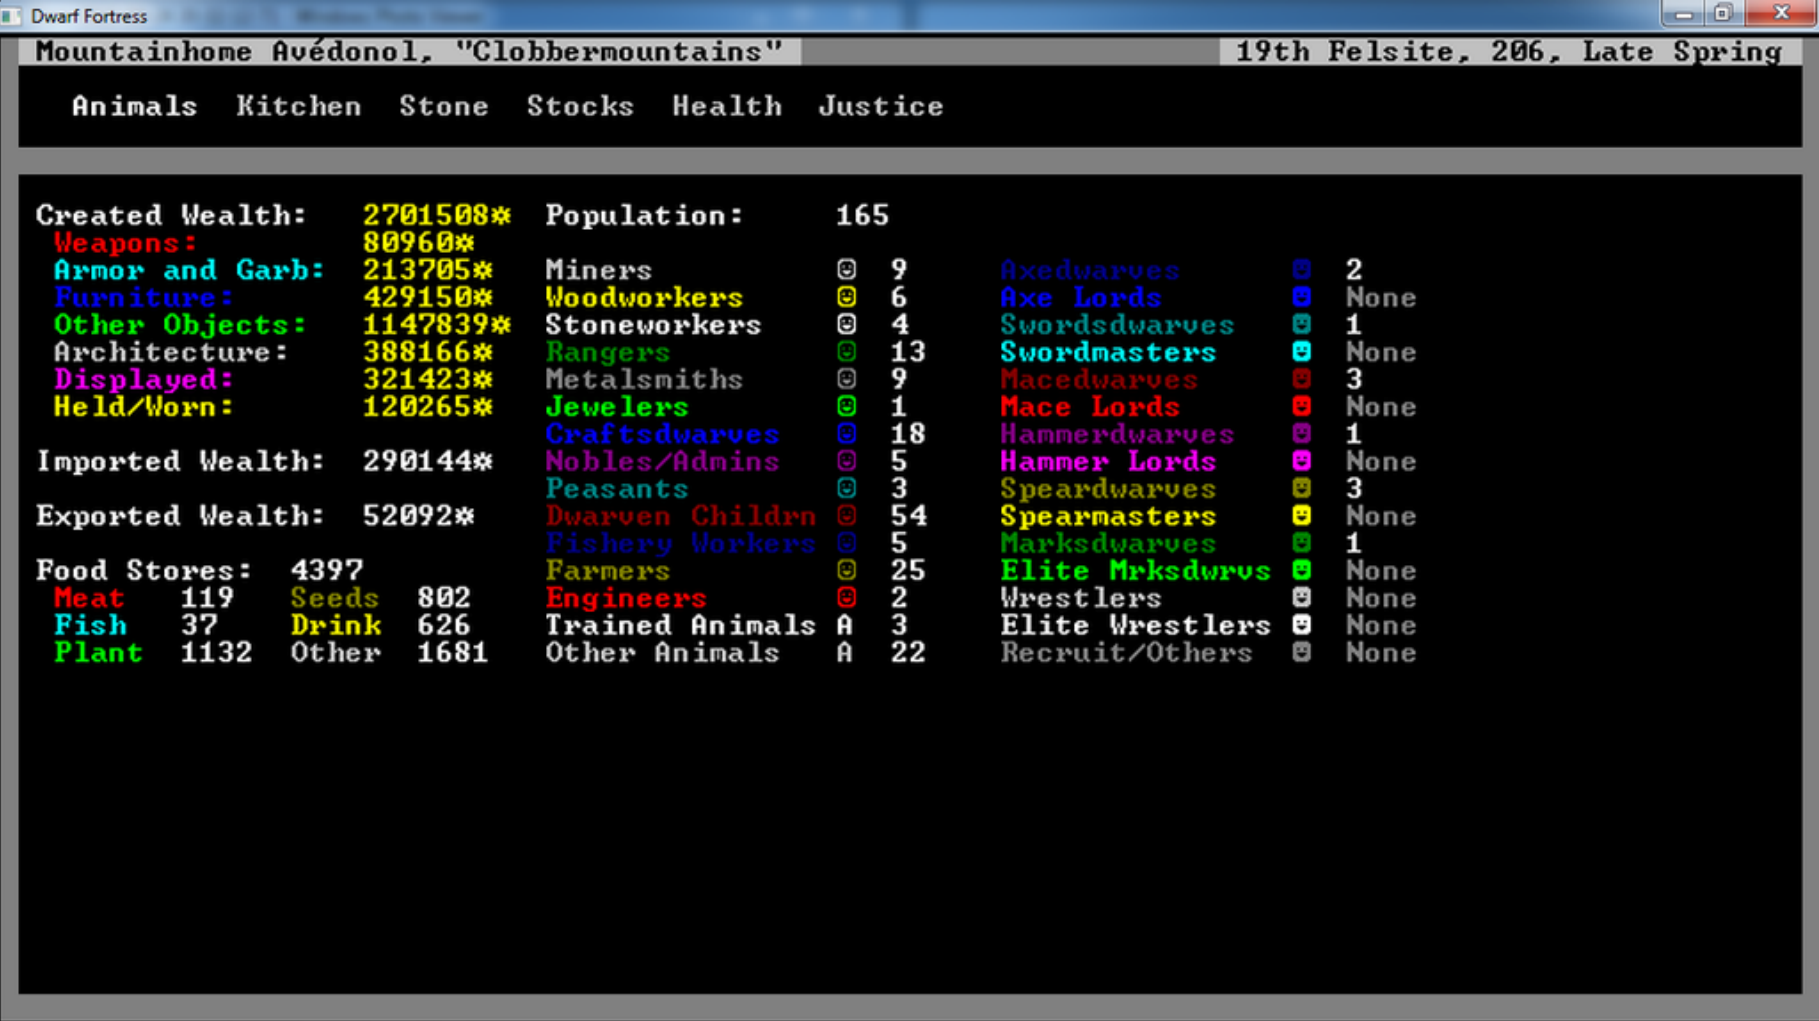 Dwarf Fortress
Mountainhome Avédonol, "Clobbermountains" 19th Felsite, 206, Late Spring
Animals Kitchen Stone Stocks Health Justice
Created Wealth: 2701508☼ Population: 165
Weapons: 80960☼
Armor and Garb: 213705☼ Miners 9 Axedwarves 2
Furniture: 429150☼ Woodworkers 6 Axe Lords None
Other Objects: 1147839☼ Stoneworkers 4 Swordsdwarves 1
Architecture: 388166☼ Rangers 13 Swordmasters None
Displayed: 321423☼ Metalsmiths 9 Macedwarves 3
Held/Worn: 120265☼ Jewelers 1 Mace Lords None
Craftsdwarves 18 Hammerdwarves 1
Imported Wealth: 290144☼ Nobles/Admins 5 Hammer Lords None
Peasants 3 Speardwarves 3
Exported Wealth: 52092☼ Dwarven Childrn 54 Spearmasters None
Fishery Workers 5 Marksdwarves 1
Food Stores: 4397 Farmers 25 Elite Mrksdwrvs None
Meat 119 Seeds 802 Engineers 2 Wrestlers None
Fish 37 Drink 626 Trained Animals A 3 Elite Wrestlers None
Plant 1132 Other 1681 Other Animals A 22 Recruit/Others None